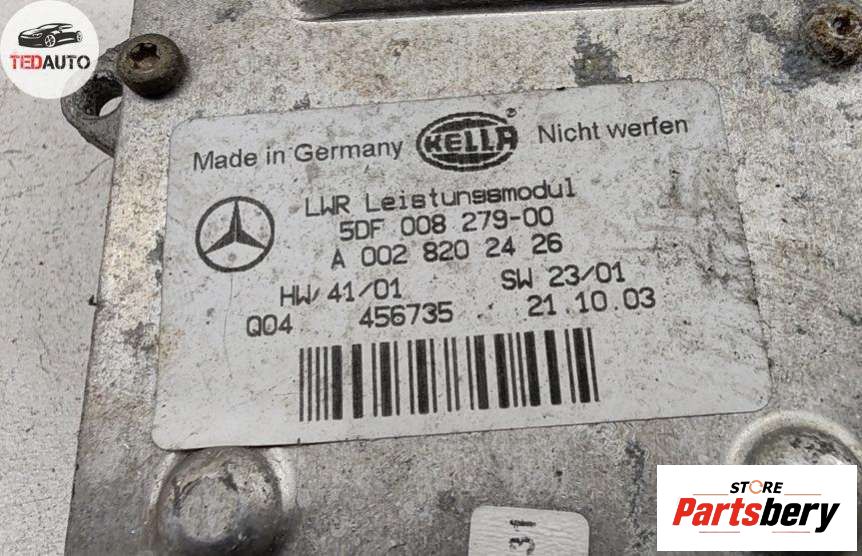 TEDAUTO
Made in Germany HELLA ® Nicht werfen
LWR Leistungsmodul
5DF 008 279-00
A 002 820 24 26
HW 41/01 SW 23/01
Q04 456735 21.10.03
STORE
Partsbery